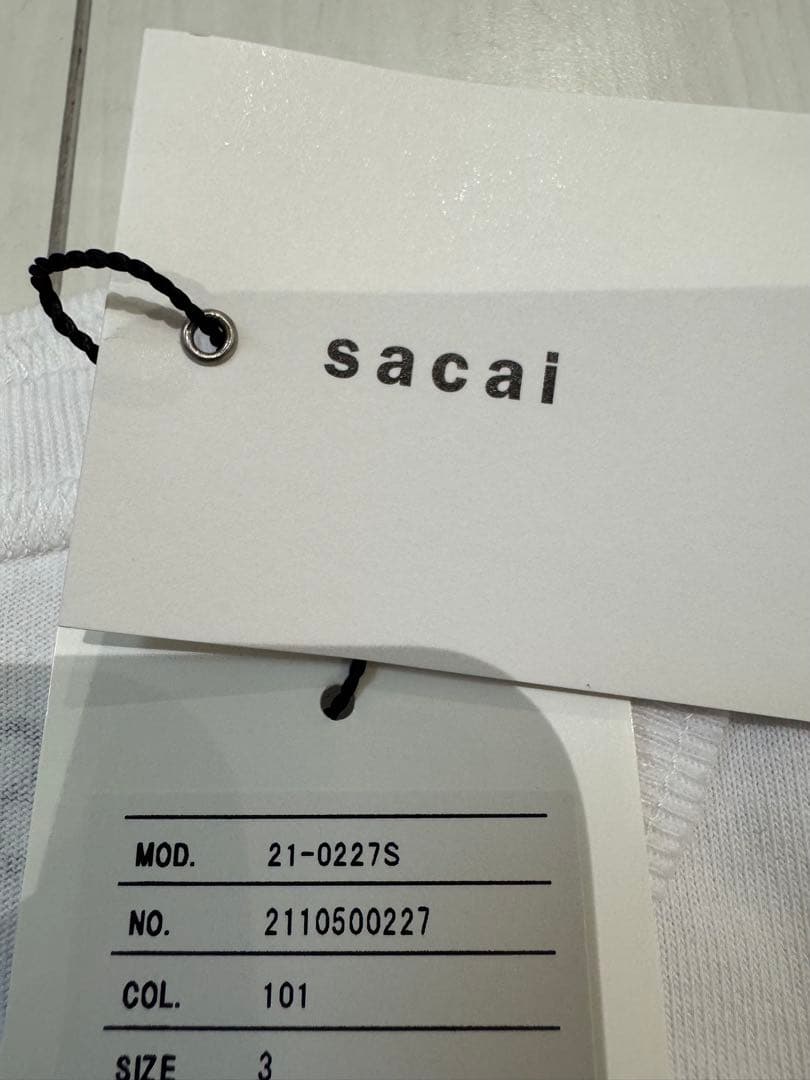 sacai
MOD. 21-0227S
NO. 2110500227
COL. 101
SIZE 3